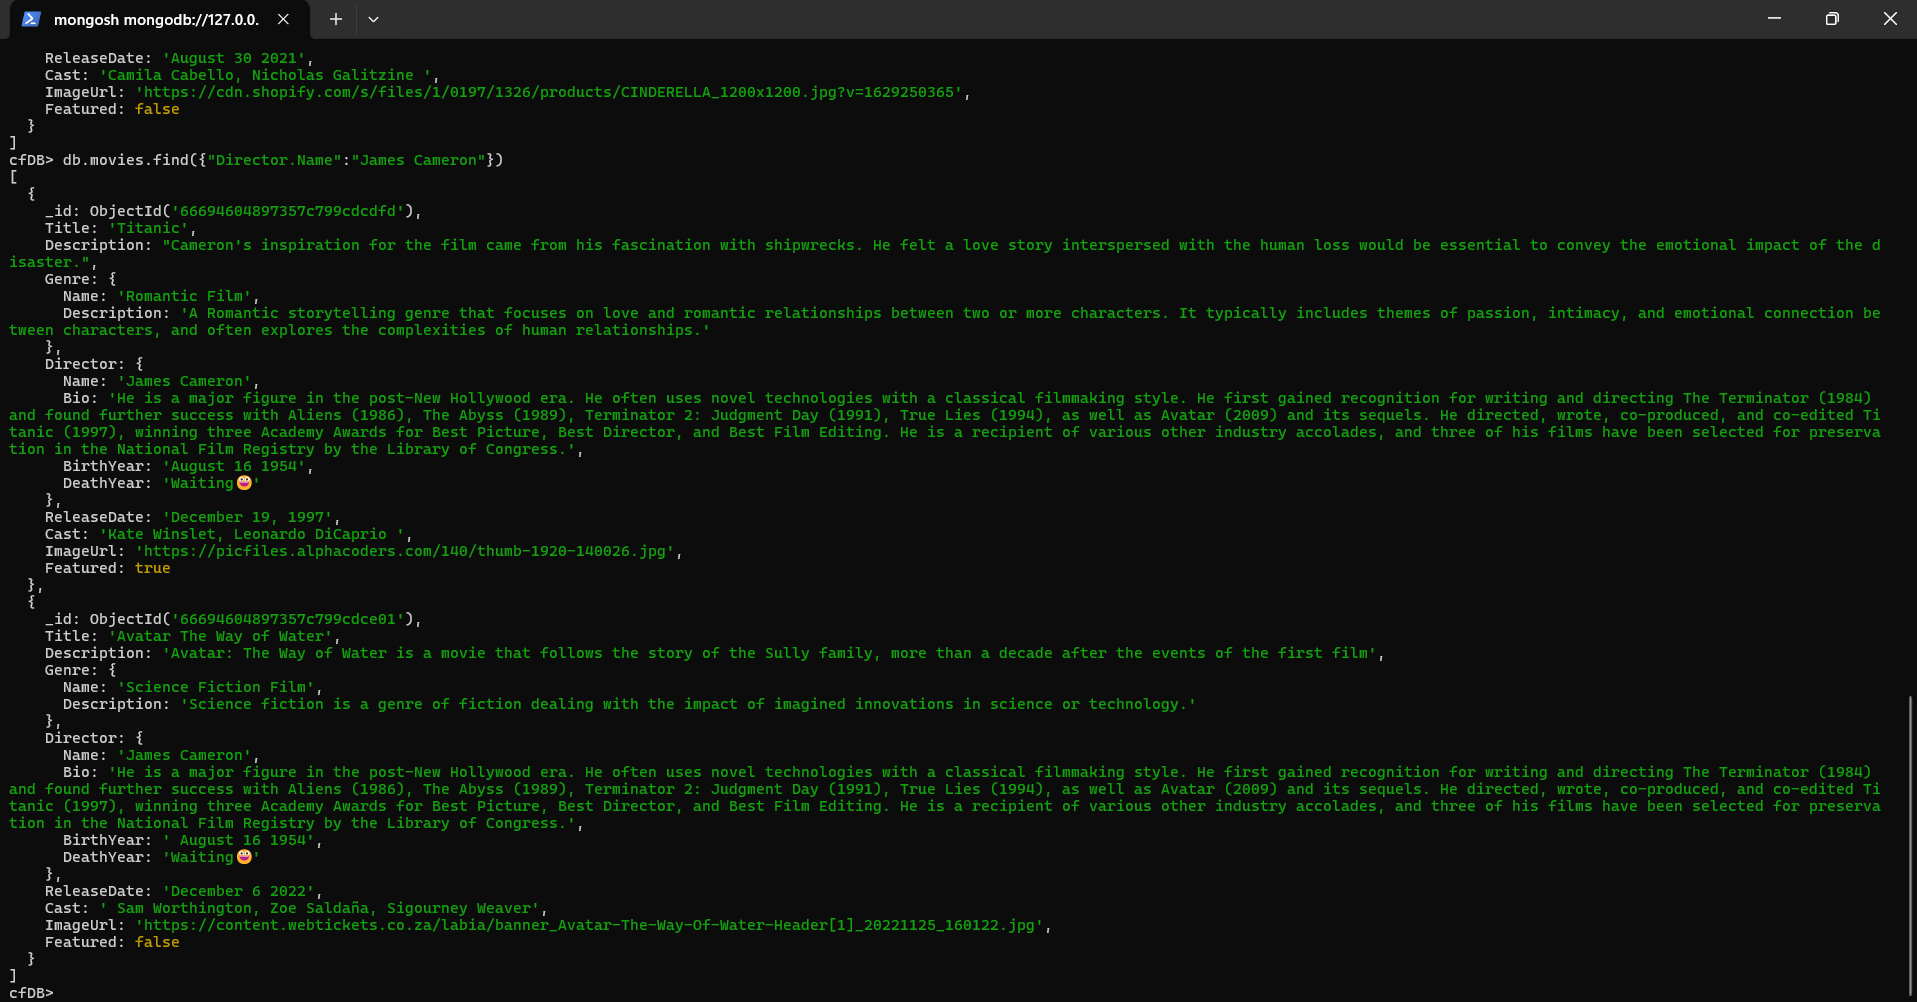 mongosh mongodb://127.0.0.
    ReleaseDate: 'August 30 2021',
    Cast: 'Camila Cabello, Nicholas Galitzine ',
    ImageUrl: 'https://cdn.shopify.com/s/files/1/0197/1326/products/CINDERELLA_1200x1200.jpg?v=1629250365',
    Featured: false
  }
]
cfDB> db.movies.find({"Director.Name":"James Cameron"})
[
  {
    _id: ObjectId('66694604897357c799cdcdfd'),
    Title: 'Titanic',
    Description: "Cameron's inspiration for the film came from his fascination with shipwrecks. He felt a love story interspersed with the human loss would be essential to convey the emotional impact of the d
isaster.",
    Genre: {
      Name: 'Romantic Film',
      Description: 'A Romantic storytelling genre that focuses on love and romantic relationships between two or more characters. It typically includes themes of passion, intimacy, and emotional connection be
tween characters, and often explores the complexities of human relationships.'
    },
    Director: {
      Name: 'James Cameron',
      Bio: 'He is a major figure in the post-New Hollywood era. He often uses novel technologies with a classical filmmaking style. He first gained recognition for writing and directing The Terminator (1984)
and found further success with Aliens (1986), The Abyss (1989), Terminator 2: Judgment Day (1991), True Lies (1994), as well as Avatar (2009) and its sequels. He directed, wrote, co-produced, and co-edited Ti
tanic (1997), winning three Academy Awards for Best Picture, Best Director, and Best Film Editing. He is a recipient of various other industry accolades, and three of his films have been selected for preserva
tion in the National Film Registry by the Library of Congress.',
      BirthYear: 'August 16 1954',
      DeathYear: 'Waiting😀'
    },
    ReleaseDate: 'December 19, 1997',
    Cast: 'Kate Winslet, Leonardo DiCaprio ',
    ImageUrl: 'https://picfiles.alphacoders.com/140/thumb-1920-140026.jpg',
    Featured: true
  },
  {
    _id: ObjectId('66694604897357c799cdce01'),
    Title: 'Avatar The Way of Water',
    Description: 'Avatar: The Way of Water is a movie that follows the story of the Sully family, more than a decade after the events of the first film',
    Genre: {
      Name: 'Science Fiction Film',
      Description: 'Science fiction is a genre of fiction dealing with the impact of imagined innovations in science or technology.'
    },
    Director: {
      Name: 'James Cameron',
      Bio: 'He is a major figure in the post-New Hollywood era. He often uses novel technologies with a classical filmmaking style. He first gained recognition for writing and directing The Terminator (1984)
and found further success with Aliens (1986), The Abyss (1989), Terminator 2: Judgment Day (1991), True Lies (1994), as well as Avatar (2009) and its sequels. He directed, wrote, co-produced, and co-edited Ti
tanic (1997), winning three Academy Awards for Best Picture, Best Director, and Best Film Editing. He is a recipient of various other industry accolades, and three of his films have been selected for preserva
tion in the National Film Registry by the Library of Congress.',
      BirthYear: ' August 16 1954',
      DeathYear: 'Waiting😀'
    },
    ReleaseDate: 'December 6 2022',
    Cast: ' Sam Worthington, Zoe Saldaña, Sigourney Weaver',
    ImageUrl: 'https://content.webtickets.co.za/labia/banner_Avatar-The-Way-Of-Water-Header[1]_20221125_160122.jpg',
    Featured: false
  }
]
cfDB>